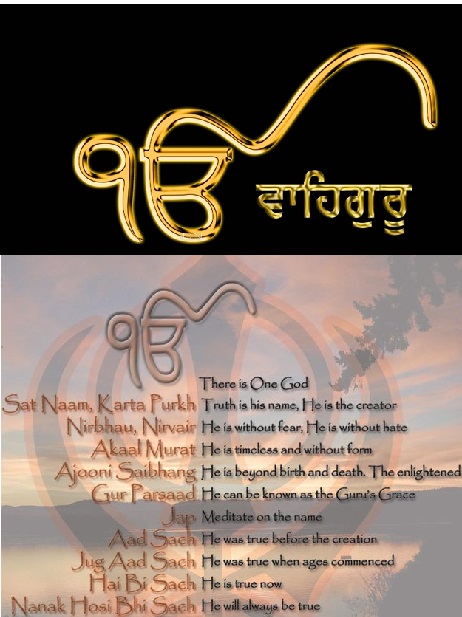 ੴ
ਵਾਹਿਗੁਰੂ
ੴ There is One God
Sat Naam, Karta Purkh Truth is his name, He is the creator
Nirbhau, Nirvair He is without fear, He is without hate
Akaal Murat He is timeless and without form
Ajooni Saibhang He is beyond birth and death. The enlightened
Gur Parsaad He can be known as the Guru's Grace
Jap Meditate on the name
Aad Sach He was true before the creation
Jug Aad Sach He was true when ages commenced
Hai Bi Sach He is true now
Nanak Hosi Bhi Sach He will always be true